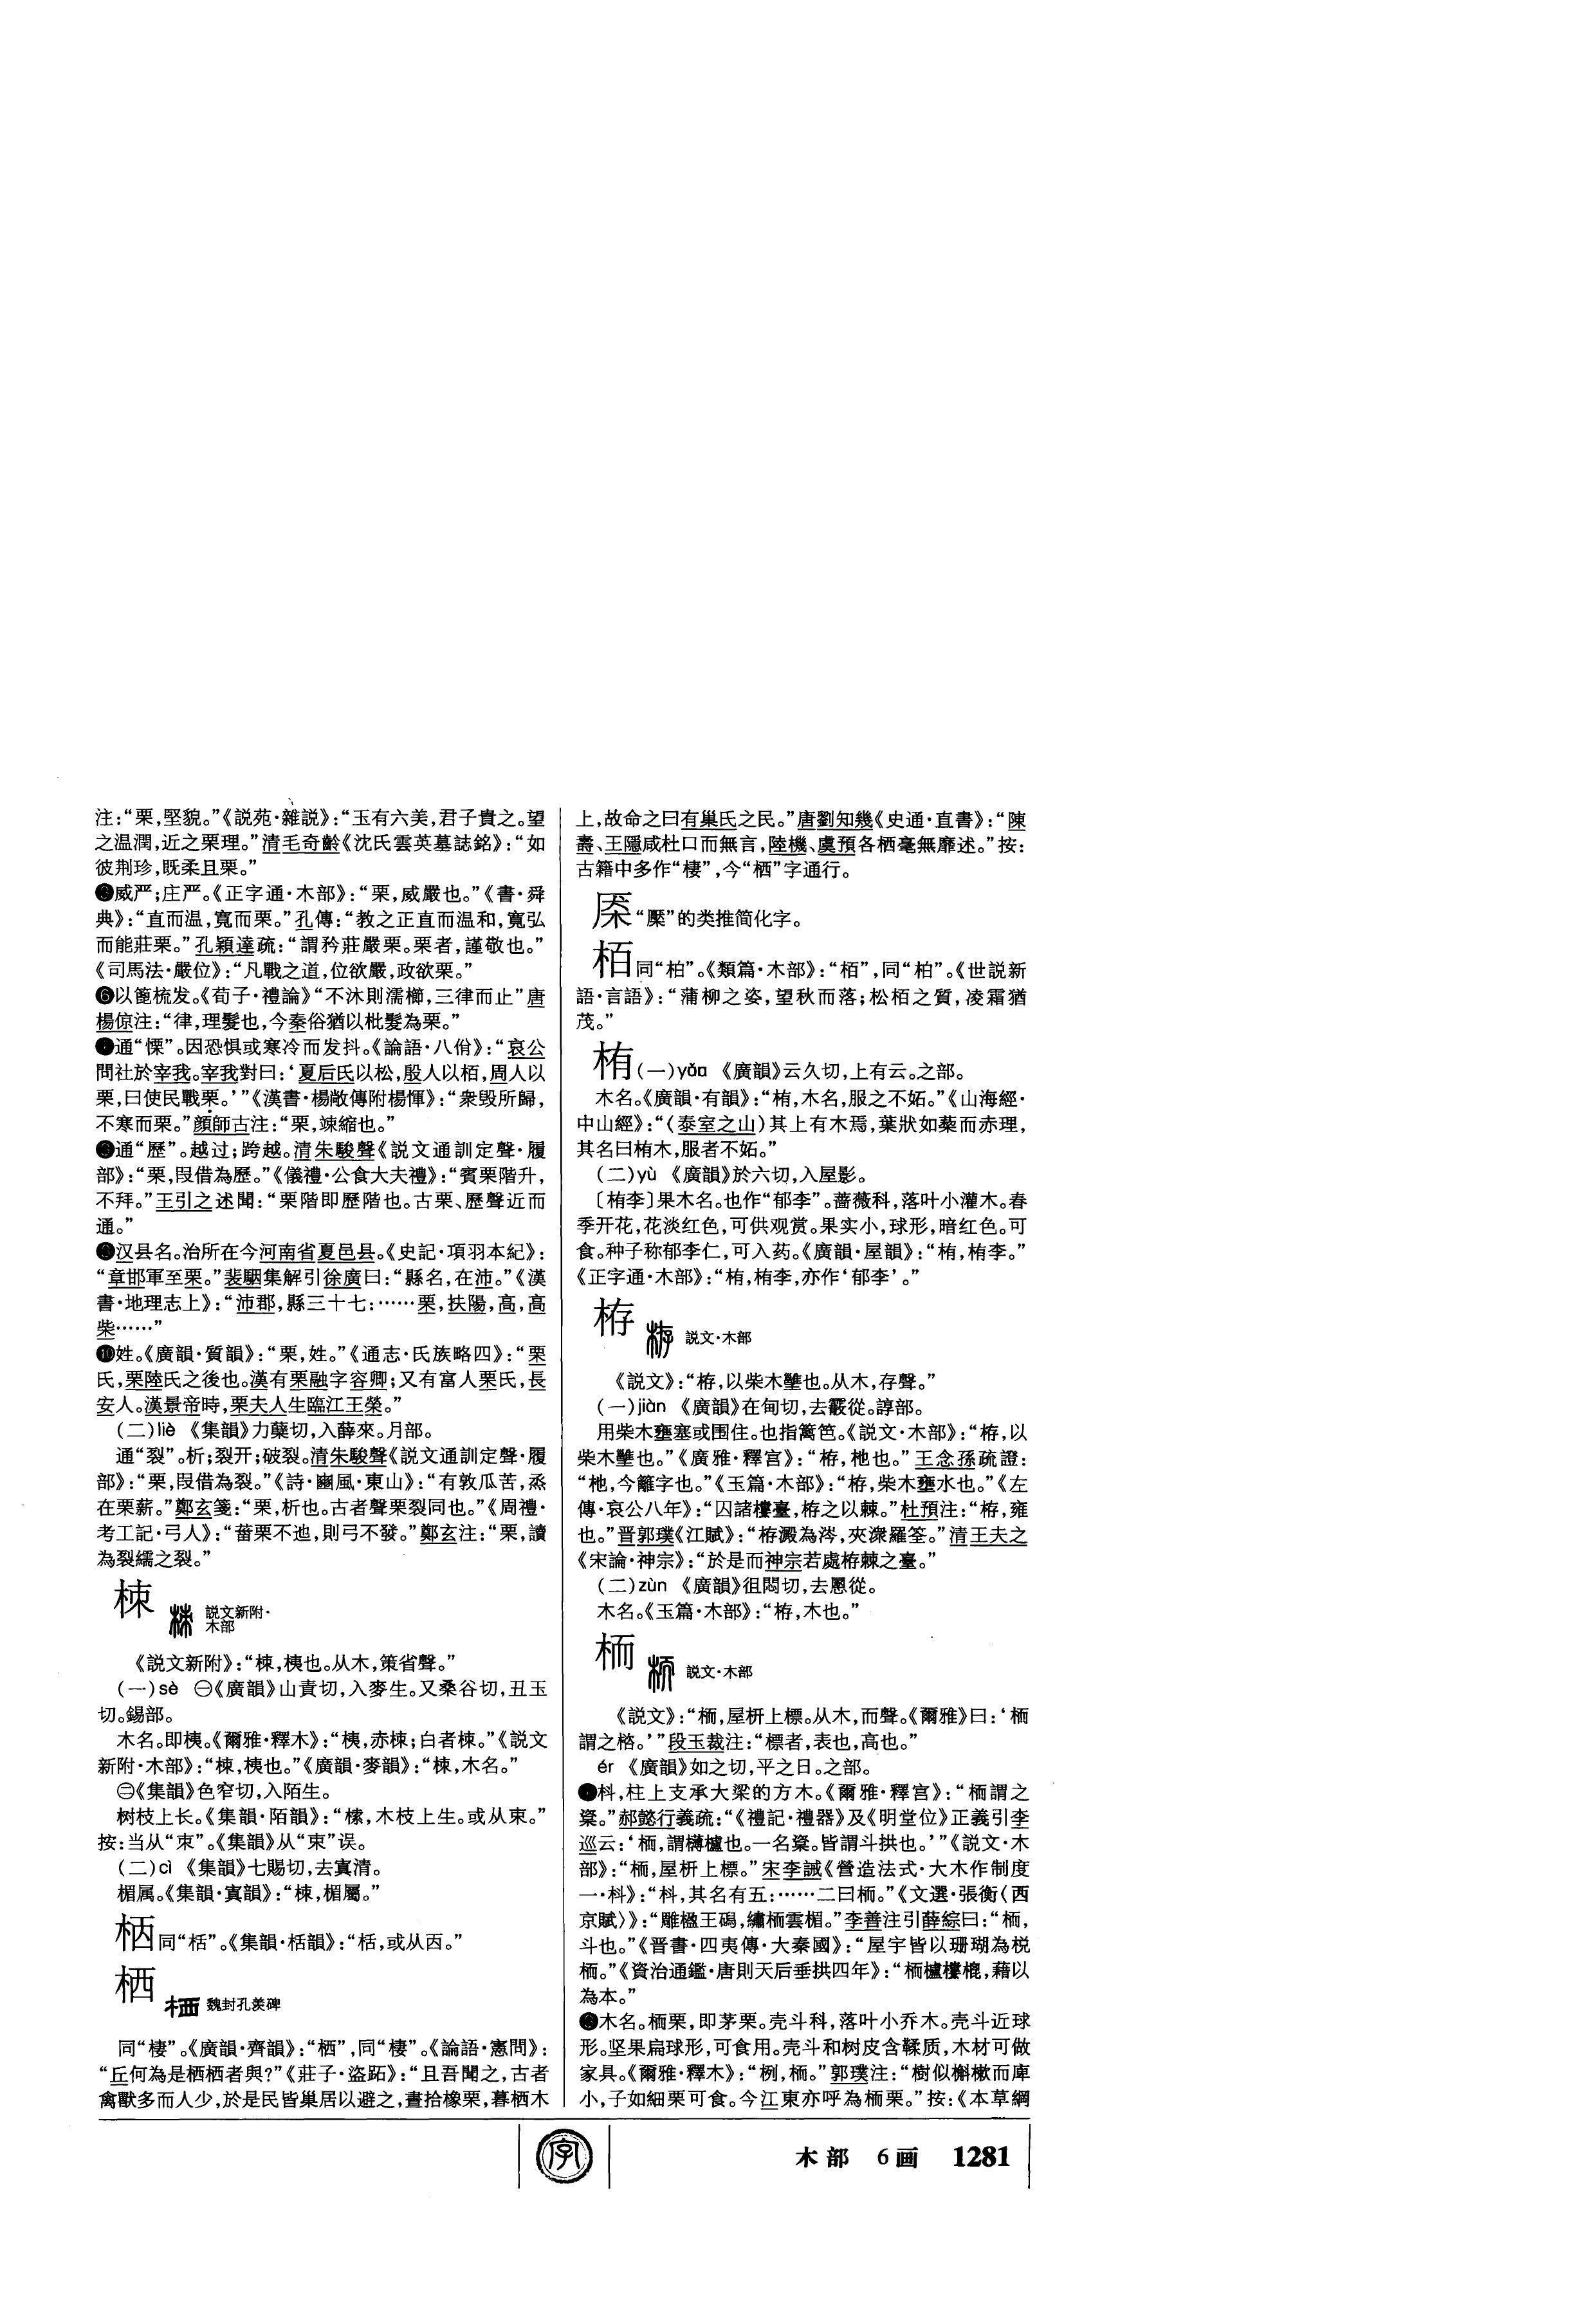 注：“栗，堅貌。”《説苑·雜説》：“玉有六美，君子貴之。望
之温潤，近之栗理。”清毛奇齡《沈氏雲英墓誌銘》：“如
彼荆珍，既柔且栗。”
❺威严；庄严。《正字通·木部》：“栗，威嚴也。”《書·舜
典》：“直而温，寬而栗。”孔傳：“教之正直而温和，寬弘
而能莊栗。”孔穎達疏：“謂矜莊嚴栗。栗者，謹敬也。”
《司馬法·嚴位》：“凡戰之道，位欲嚴，政欲栗。”
❻以篦梳发。《荀子·禮論》“不沐則濡櫛，三律而止”唐
楊倞注：“律，理髮也，今秦俗猶以枇髮為栗。”
❼通“慄”。因恐惧或寒冷而发抖。《論語·八佾》：“哀公
問社於宰我。宰我對曰：‘夏后氏以松，殷人以栢，周人以
栗，曰使民戰栗。’”《漢書·楊敞傳附楊惲》：“衆毁所歸，
不寒而栗。”顔師古注：“栗，竦縮也。”
❽通“歷”。越过；跨越。清朱駿聲《説文通訓定聲·履
部》：“栗，叚借為歷。”《儀禮·公食大夫禮》：“賓栗階升，
不拜。”王引之述聞：“栗階即歷階也。古栗、歷聲近而
通。”
❾汉县名。治所在今河南省夏邑县。《史記·項羽本紀》：
“章邯軍至栗。”裴駰集解引徐廣曰：“縣名，在沛。”《漢
書·地理志上》：“沛郡，縣三十七：……栗，扶陽，高，高
柴……”
❿姓。《廣韻·質韻》：“栗，姓。”《通志·氏族略四》：“栗
氏，栗陸氏之後也。漢有栗融字容卿；又有富人栗氏，長
安人。漢景帝時，栗夫人生臨江王榮。”
（二）liè 《集韻》力蘗切，入薛來。月部。
通“裂”。析；裂开；破裂。清朱駿聲《説文通訓定聲·履
部》：“栗，叚借為裂。”《詩·豳風·東山》：“有敦瓜苦，烝
在栗薪。”鄭玄箋：“栗，析也。古者聲栗裂同也。”《周禮·
考工記·弓人》：“菑栗不迆，則弓不發。”鄭玄注：“栗，讀
為裂繻之裂。”
栜 説文新附·
木部
《説文新附》：“栜，桋也。从木，策省聲。”
（一）sè ㊀《廣韻》山責切，入麥生。又桑谷切，丑玉
切。錫部。
木名。即桋。《爾雅·釋木》：“桋，赤栜；白者栜。”《説文
新附·木部》：“栜，桋也。”《廣韻·麥韻》：“栜，木名。”
㊁《集韻》色窄切，入陌生。
树枝上长。《集韻·陌韻》：“榡，木枝上生。或从束。”
按：当从“朿”。《集韻》从“束”误。
（二）cì 《集韻》七賜切，去寘清。
楣属。《集韻·寘韻》：“栜，楣屬。”
㭠同“栝”。《集韻·栝韻》：“栝，或从㐁。”
栖 魏封孔羨碑
同“棲”。《廣韻·齊韻》：“栖”，同“棲”。《論語·憲問》：
“丘何為是栖栖者與?”《莊子·盜跖》：“且吾聞之，古者
禽獸多而人少，於是民皆巢居以避之，晝拾橡栗，暮栖木
上，故命之曰有巢氏之民。”唐劉知幾《史通·直書》：“陳
壽、王隱咸杜口而無言，陸機、虞預各栖毫無靡述。”按：
古籍中多作“棲”，今“栖”字通行。
“檿”的类推简化字。
栢同“柏”。《類篇·木部》：“栢”，同“柏”。《世説新
語·言語》：“蒲柳之姿，望秋而落；松栢之質，凌霜猶
茂。”
栯（一）yǒu 《廣韻》云久切，上有云。之部。
木名。《廣韻·有韻》：“栯，木名，服之不妬。”《山海經·
中山經》：“（泰室之山）其上有木焉，葉狀如蔾而赤理，
其名曰栯木，服者不妬。”
（二）yù 《廣韻》於六切，入屋影。
〔栯李〕果木名。也作“郁李”。蔷薇科，落叶小灌木。春
季开花，花淡红色，可供观赏。果实小，球形，暗红色。可
食。种子称郁李仁，可入药。《廣韻·屋韻》：“栯，栯李。”
《正字通·木部》：“栯，栯李，亦作‘郁李’。”
栫 説文·木部
《説文》：“栫，以柴木壅也。从木，存聲。”
（一）jiàn 《廣韻》在甸切，去霰從。諄部。
用柴木壅塞或围住。也指篱笆。《説文·木部》：“栫，以
柴木壅也。”《廣雅·釋宫》：“栫，杝也。”王念孫疏證：
“杝，今籬字也。”《玉篇·木部》：“栫，柴木壅水也。”《左
傳·哀公八年》：“囚諸樓臺，栫之以棘。”杜預注：“栫，雍
也。”晋郭璞《江賦》：“栫澱為涔，夾潨羅筌。”清王夫之
《宋論·神宗》：“於是而神宗若處栫棘之臺。”
（二）zùn 《廣韻》徂悶切，去慁從。
木名。《玉篇·木部》：“栫，木也。”
栭 説文·木部
《説文》：“栭，屋枅上標。从木，而聲。《爾雅》曰：‘栭
謂之楶。’”段玉裁注：“標者，表也，高也。”
ér 《廣韻》如之切，平之日。之部。
❶枓，柱上支承大梁的方木。《爾雅·釋宫》：“栭謂之
楶。”郝懿行義疏：“《禮記·禮器》及《明堂位》正義引李
巡云：‘栭，謂欂櫨也。一名楶。皆謂斗拱也。’”《説文·木
部》：“栭，屋枅上標。”宋李誡《營造法式·大木作制度
一·枓》：“枓，其名有五：……二曰栭。”《文選·張衡〈西
京賦〉》：“雕楹玉磶，繡栭雲楣。”李善注引薛綜曰：“栭，
斗也。”《晋書·四夷傳·大秦國》：“屋宇皆以珊瑚為棁
栭。”《資治通鑑·唐則天后垂拱四年》：“栭櫨樘㮰，藉以
為本。”
❷木名。栭栗，即茅栗。壳斗科，落叶小乔木。壳斗近球
形。坚果扁球形，可食用。壳斗和树皮含鞣质，木材可做
家具。《爾雅·釋木》：“栵，栭。”郭璞注：“樹似槲樕而庳
小，子如細栗可食。今江東亦呼為栭栗。”按：《本草綱
字
木部 6画 1281